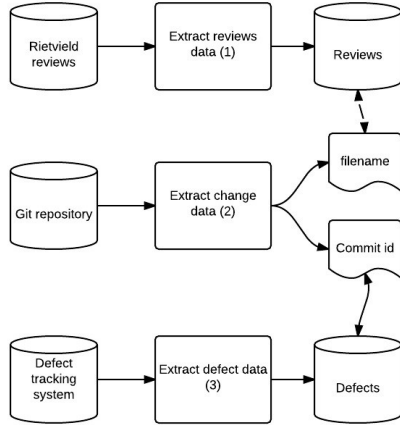 Rietvield
reviews
Extract reviews
data (1)
Reviews
filename
Git repository
Extract change
data (2)
Commit id
Defect
tracking
system
Extract defect data
(3)
Defects